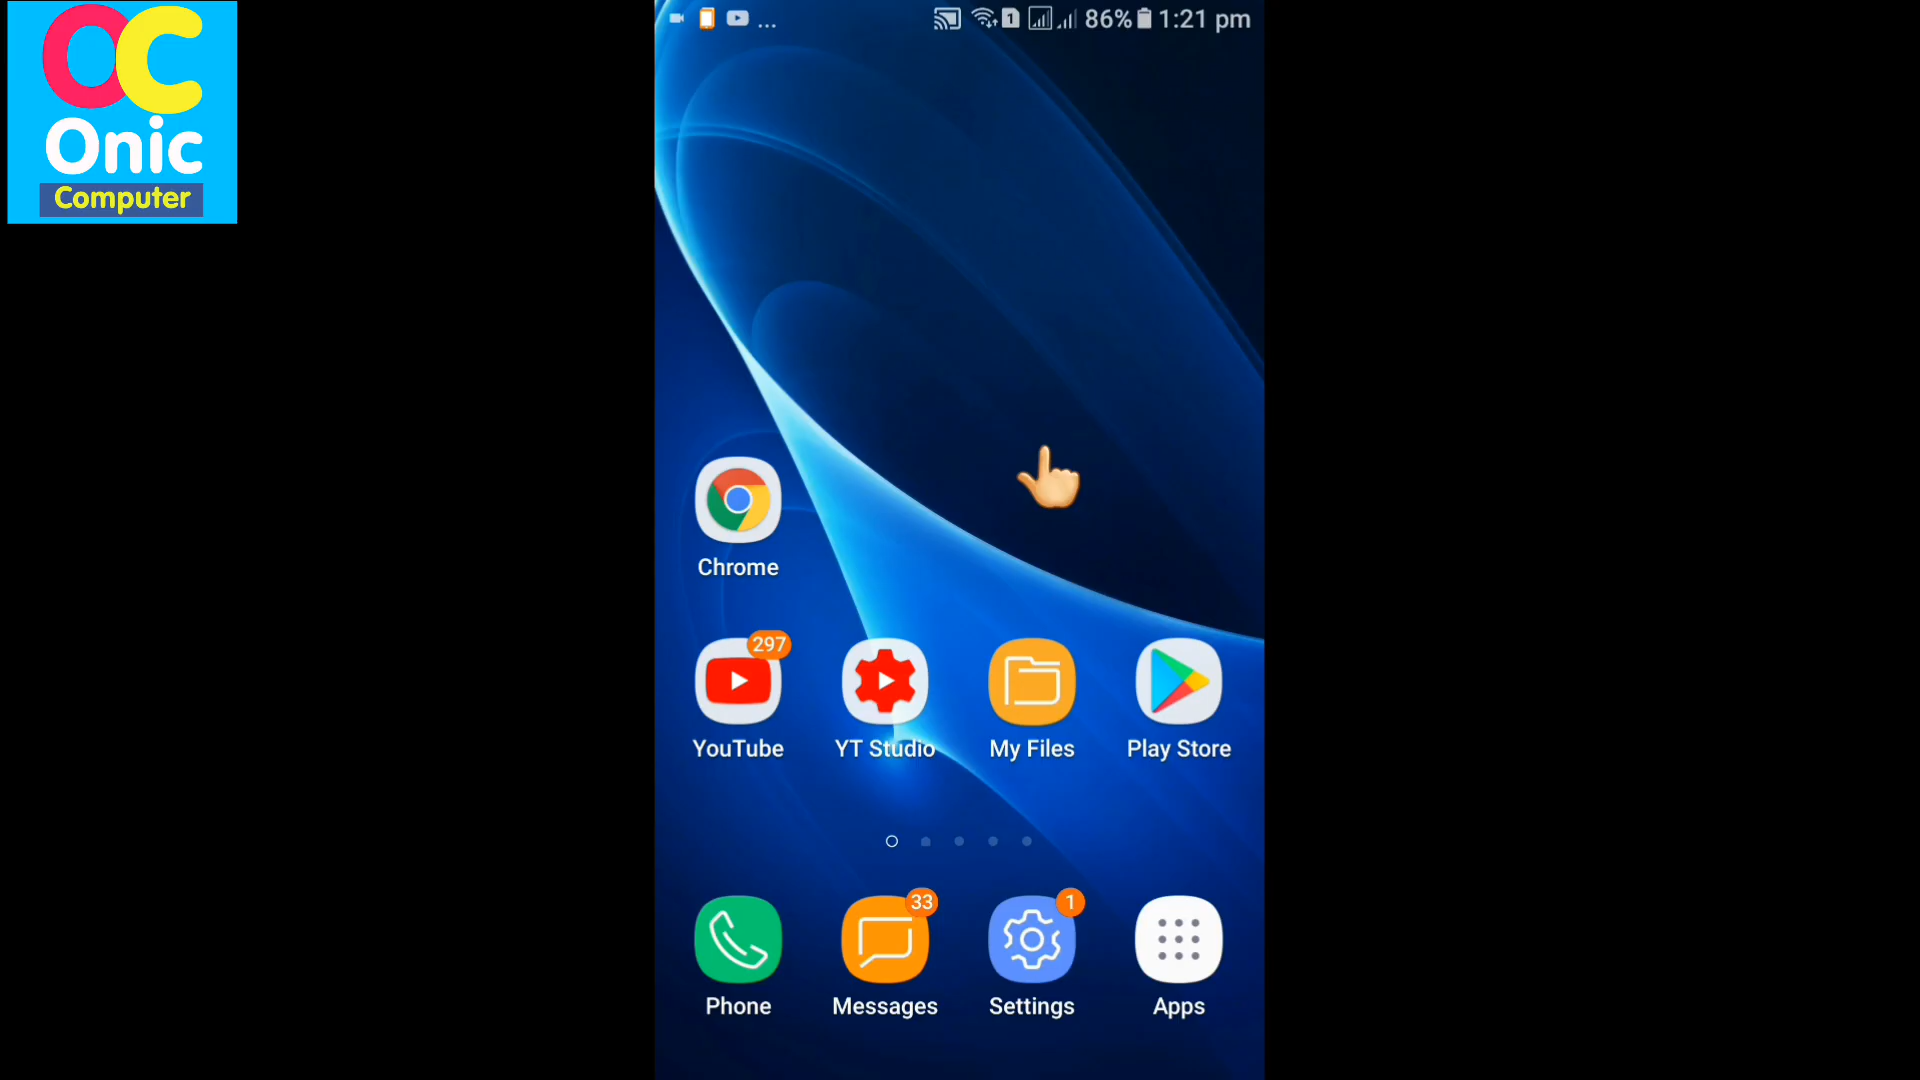 OC
Onic
Computer
... 1 86% 1:21 pm
Chrome
297
YouTube
YT Studio
My Files
Play Store
33
1
Phone
Messages
Settings
Apps